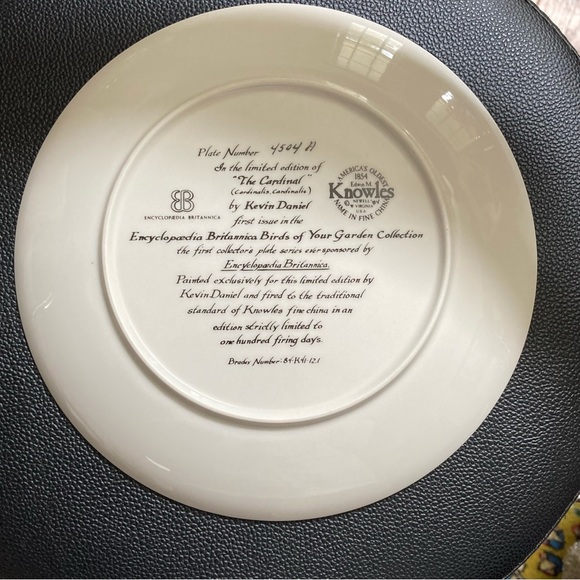 Plate Number 4504 A
In the limited edition of
"The Cardinal"
(Cardinalis, Cardinalis)
by Kevin Daniel
first issue in the
Encyclopædia Britannica Birds of Your Garden Collection
the first collector's plate series ever sponsored by
Encyclopædia Britannica.
Painted exclusively for this limited edition by
Kevin Daniel and fired to the traditional
standard of Knowles fine china in an
edition strictly limited to
one hundred firing days.
Bradex Number: 84-K41-12.1
EB
ENCYCLOPÆDIA BRITANNICA
AMERICA'S OLDEST
1854
Edwin M.
Knowles
NEWELL
W. VIRGINIA
U.S.A.
NAME IN FINE CHINA